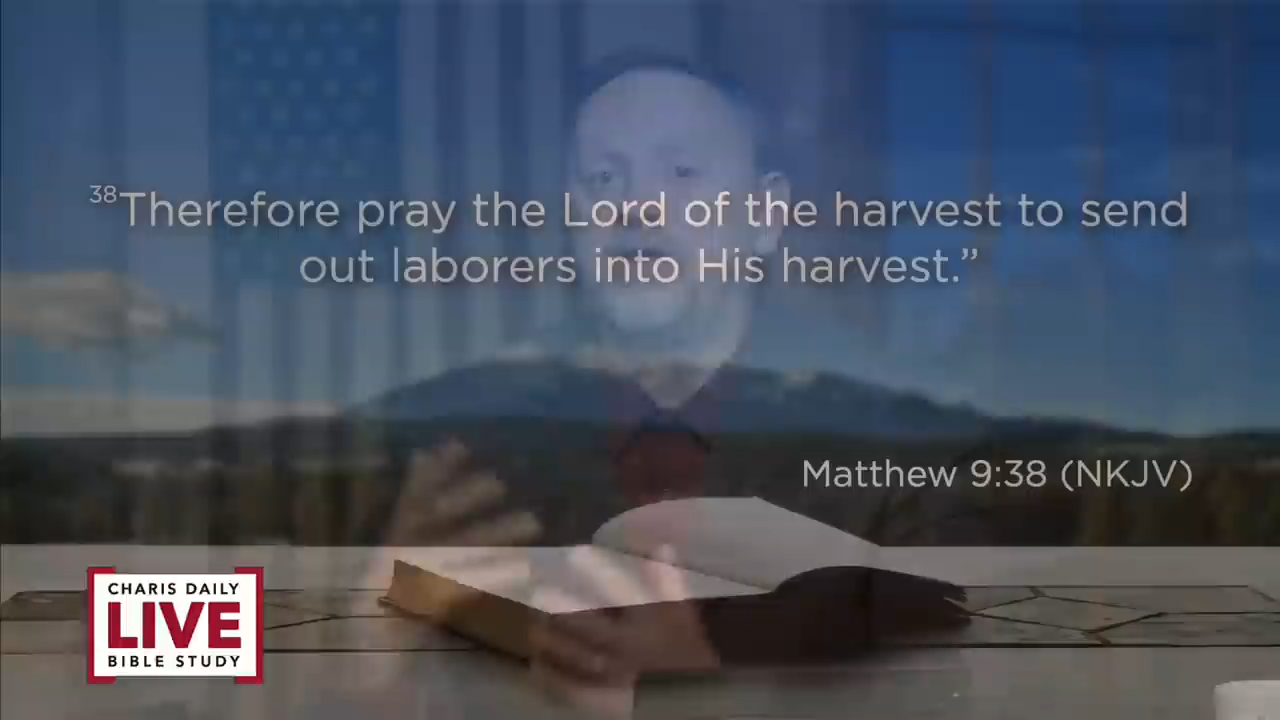 ³⁸Therefore pray the Lord of the harvest to send
out laborers into His harvest.”
Matthew 9:38 (NKJV)
CHARIS DAILY
LIVE
BIBLE STUDY